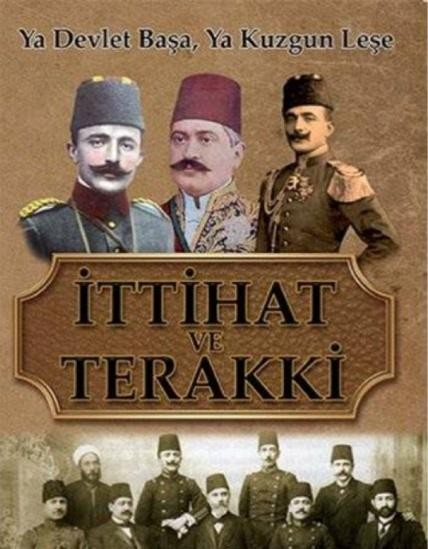 Ya Devlet Başa, Ya Kuzgun Leşe
İTTİHAT
VE
TERAKKİ